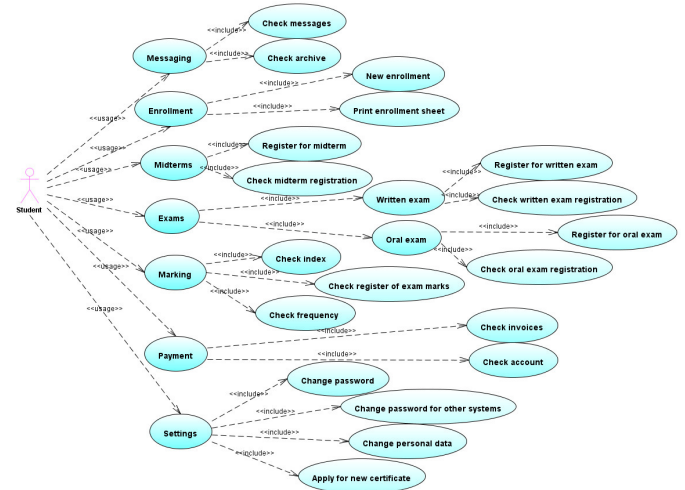 Check messages
<<include>>
Messaging
<<include>>
Check archive
New enrollment
<<include>>
Enrollment
<<include>>
Print enrollment sheet
<<usage>>
Register for midterm
<<include>>
<<usage>>
Midterms
<<include>>
Check midterm registration
<<usage>>
Register for written exam
<<include>>
Written exam
<<include>>
Check written exam registration
<<include>>
Student
<<usage>>
Exams
<<include>>
Oral exam
<<include>>
Register for oral exam
<<include>>
Check oral exam registration
<<usage>>
Check index
<<include>>
Marking
<<include>>
Check register of exam marks
<<include>>
Check frequency
<<usage>>
<<usage>>
Check invoices
<<include>>
Payment
<<include>>
Check account
Change password
<<include>>
Change password for other systems
<<include>>
Settings
<<include>>
Change personal data
<<include>>
Apply for new certificate